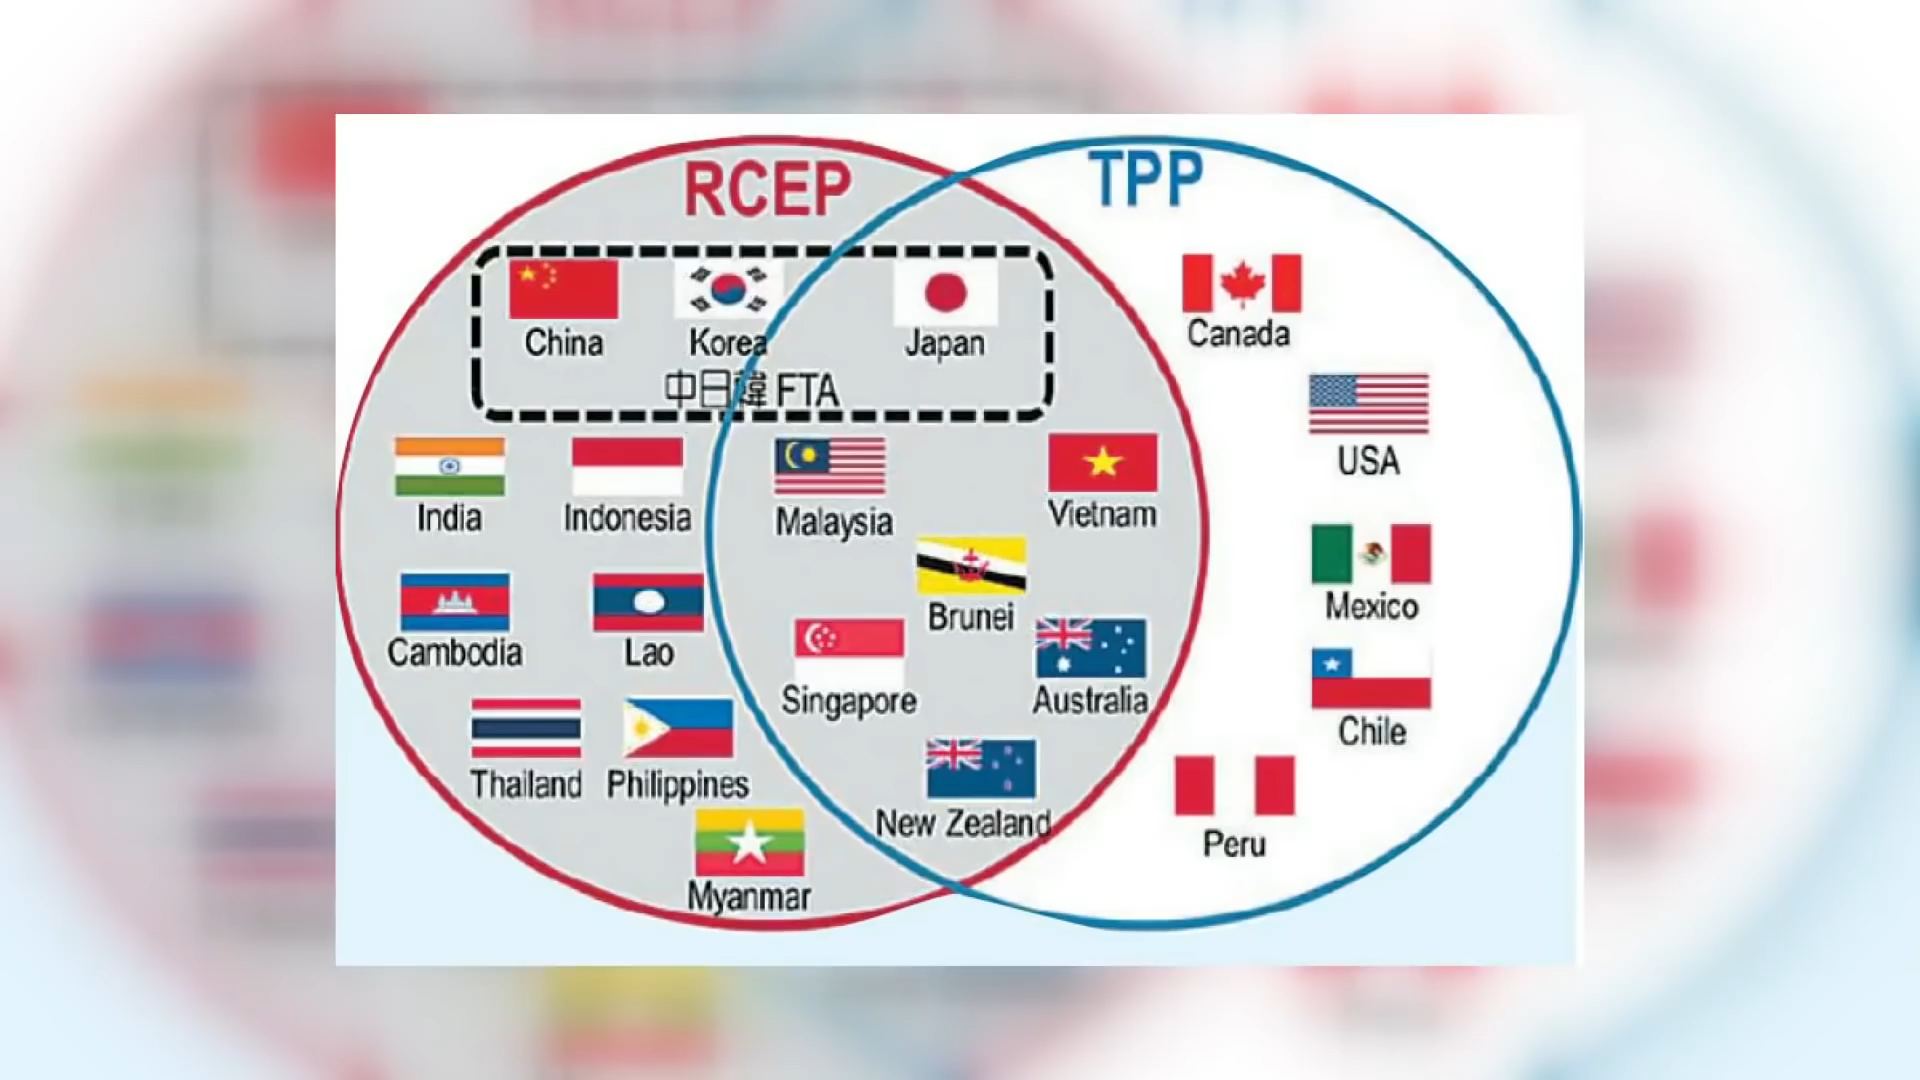 RCEP
TPP
China
Korea
Japan
中日韓 FTA
Canada
USA
India
Indonesia
Malaysia
Vietnam
Brunei
Mexico
Cambodia
Lao
Singapore
Australia
Chile
Thailand
Philippines
New Zealand
Peru
Myanmar